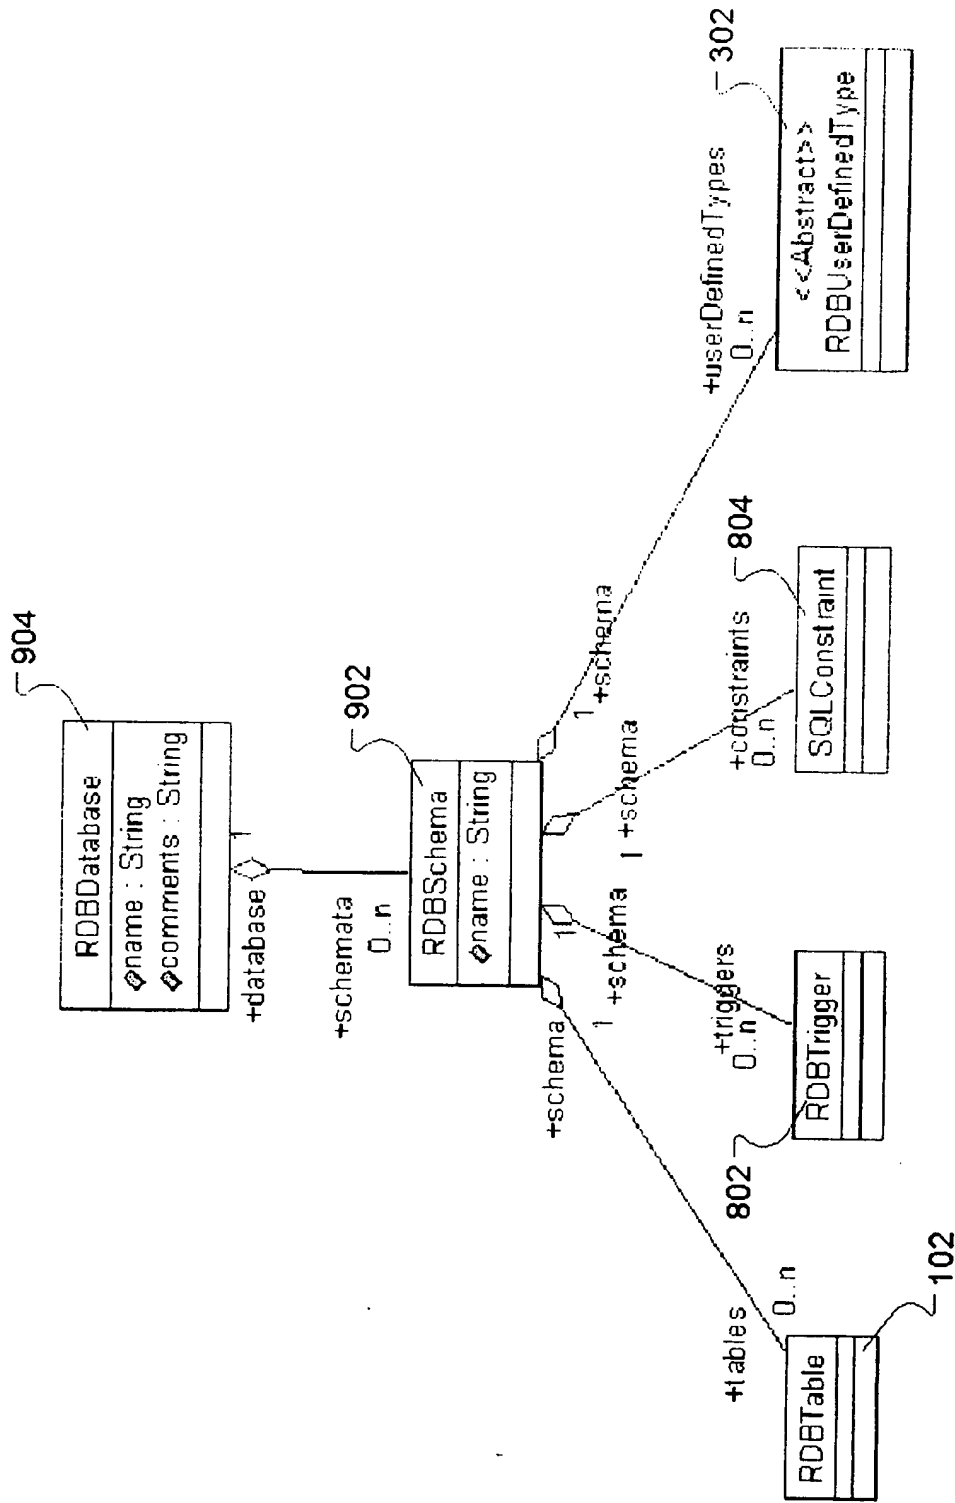 904
RDBDatabase
name : String
comments : String
1
+database
+schemata
0..n
902
RDBSchema
name : String
+schema
1
+schema
1
+schema
1
+schema
1
+tables
0..n
RDBTable
102
+triggers
0..n
RDBTrigger
802
+constraints
0..n
SQLConstraint
804
+userDefinedTypes
0..n
<<Abstract>>
RDBUserDefinedType
302